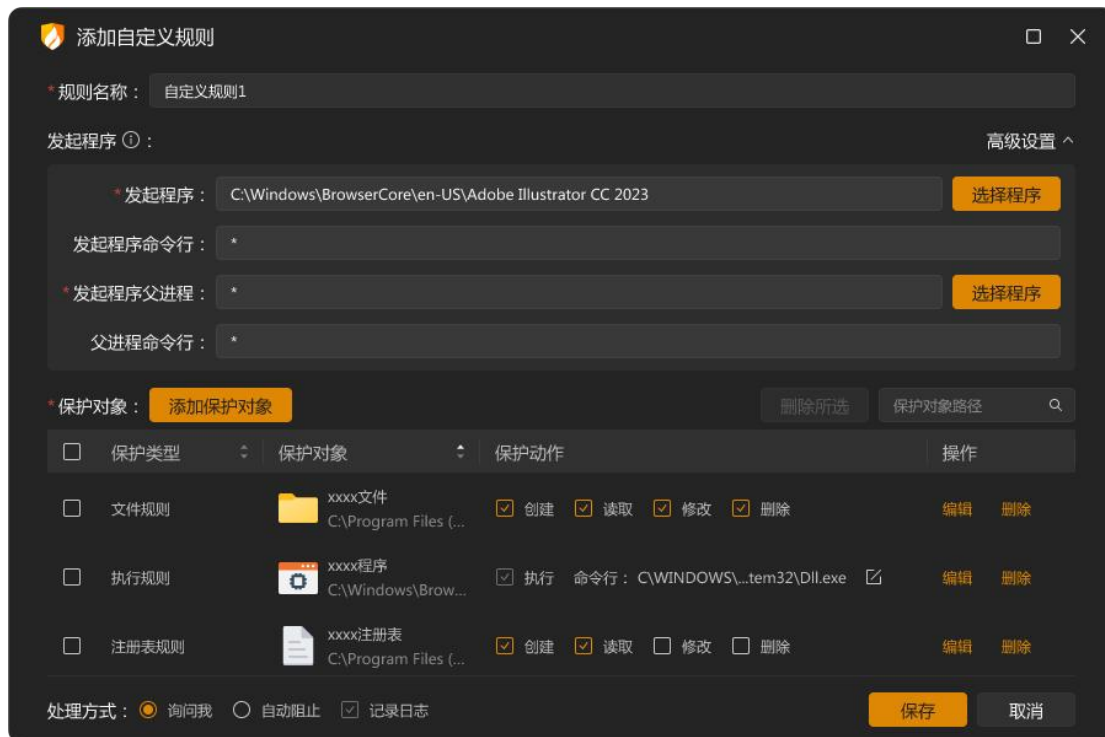 添加自定义规则
*规则名称： 自定义规则1
发起程序 ： 高级设置
*发起程序： C:\Windows\BrowserCore\en-US\Adobe Illustrator CC 2023 选择程序
发起程序命令行： *
*发起程序父进程： * 选择程序
父进程命令行： *
*保护对象： 添加保护对象 删除所选 保护对象路径
保护类型 保护对象 保护动作 操作
文件规则 xxxx文件 C:\Program Files (... 创建 读取 修改 删除 编辑 删除
执行规则 xxxx程序 C:\Windows\Brow... 执行 命令行： C\WINDOWS\...tem32\Dll.exe 编辑 删除
注册表规则 xxxx注册表 C:\Program Files (... 创建 读取 修改 删除 编辑 删除
处理方式： 询问我 自动阻止 记录日志 保存 取消